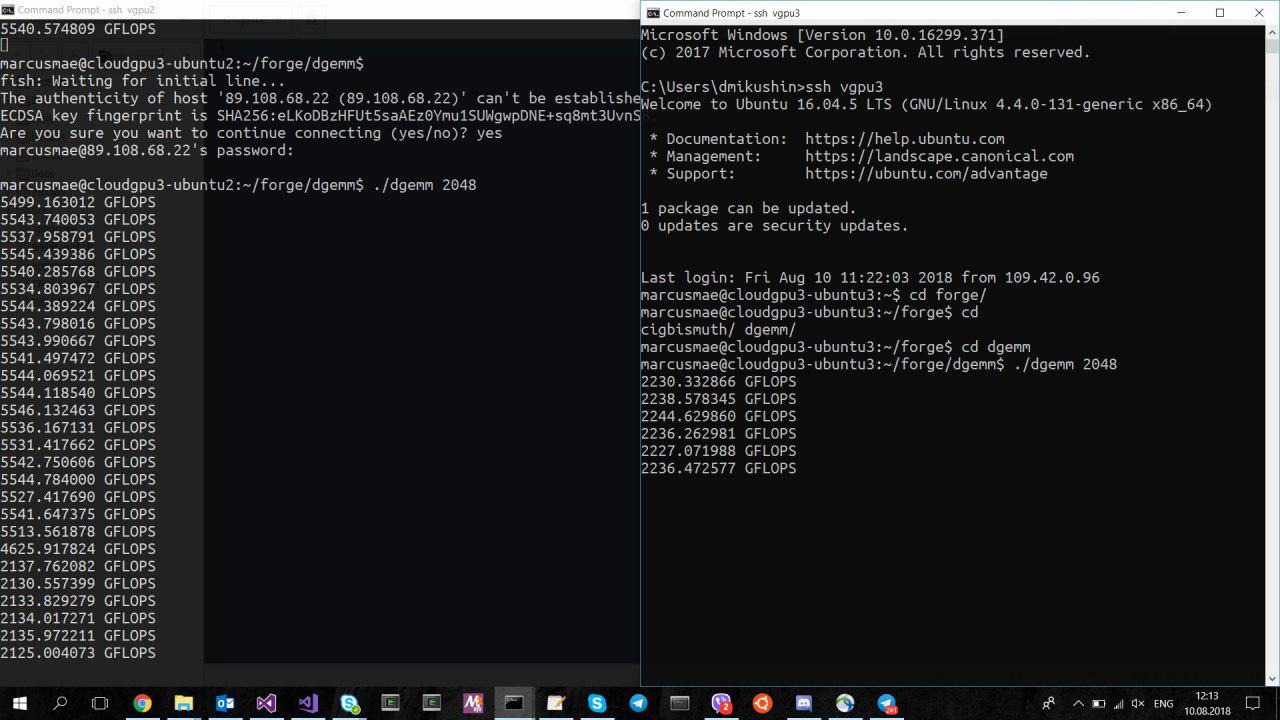 Command Prompt - ssh vgpu2
5540.574809 GFLOPS
marcusmae@cloudgpu3-ubuntu2:~/forge/dgemm$
fish: Waiting for initial line...
The authenticity of host '89.108.68.22 (89.108.68.22)' can't be establishe
ECDSA key fingerprint is SHA256:eLKoDBzHFUt5saAEz0Ymu1SUWgwpDNE+sq8mt3UvnS
Are you sure you want to continue connecting (yes/no)? yes
marcusmae@89.108.68.22's password:
marcusmae@cloudgpu3-ubuntu2:~/forge/dgemm$ ./dgemm 2048
5499.163012 GFLOPS
5543.740053 GFLOPS
5537.958791 GFLOPS
5545.439386 GFLOPS
5540.285768 GFLOPS
5534.803967 GFLOPS
5544.389224 GFLOPS
5543.798016 GFLOPS
5543.990667 GFLOPS
5541.497472 GFLOPS
5544.069521 GFLOPS
5544.118540 GFLOPS
5546.132463 GFLOPS
5536.167131 GFLOPS
5531.417662 GFLOPS
5542.750606 GFLOPS
5544.784000 GFLOPS
5527.417690 GFLOPS
5541.647375 GFLOPS
5513.561878 GFLOPS
4625.917824 GFLOPS
2137.762082 GFLOPS
2130.557399 GFLOPS
2133.829279 GFLOPS
2134.017271 GFLOPS
2135.972211 GFLOPS
2125.004073 GFLOPS
Command Prompt - ssh vgpu3
Microsoft Windows [Version 10.0.16299.371]
(c) 2017 Microsoft Corporation. All rights reserved.
C:\Users\dmikushin>ssh vgpu3
Welcome to Ubuntu 16.04.5 LTS (GNU/Linux 4.4.0-131-generic x86_64)
* Documentation: https://help.ubuntu.com
* Management: https://landscape.canonical.com
* Support: https://ubuntu.com/advantage
1 package can be updated.
0 updates are security updates.
Last login: Fri Aug 10 11:22:03 2018 from 109.42.0.96
marcusmae@cloudgpu3-ubuntu3:~$ cd forge/
marcusmae@cloudgpu3-ubuntu3:~/forge$ cd
cigbismuth/ dgemm/
marcusmae@cloudgpu3-ubuntu3:~/forge$ cd dgemm
marcusmae@cloudgpu3-ubuntu3:~/forge/dgemm$ ./dgemm 2048
2230.332866 GFLOPS
2238.578345 GFLOPS
2244.629860 GFLOPS
2236.262981 GFLOPS
2227.071988 GFLOPS
2236.472577 GFLOPS
2
241
ENG
12:13
10.08.2018